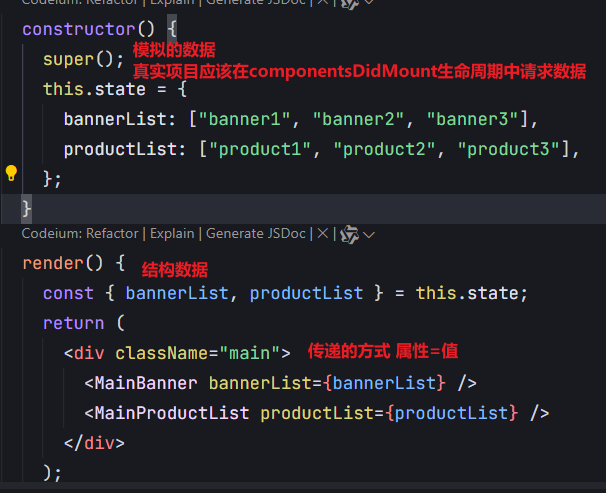 Codeium: Refactor | Explain | Generate JSDoc | ×
constructor() {
super(); 模拟的数据
真实项目应该在componentsDidMount生命周期中请求数据
this.state = {
bannerList: ["banner1", "banner2", "banner3"],
productList: ["product1", "product2", "product3"],
};
}
Codeium: Refactor | Explain | Generate JSDoc | ×
render() { 结构数据
const { bannerList, productList } = this.state;
return (
<div className="main"> 传递的方式 属性=值
<MainBanner bannerList={bannerList} />
<MainProductList productList={productList} />
</div>
);